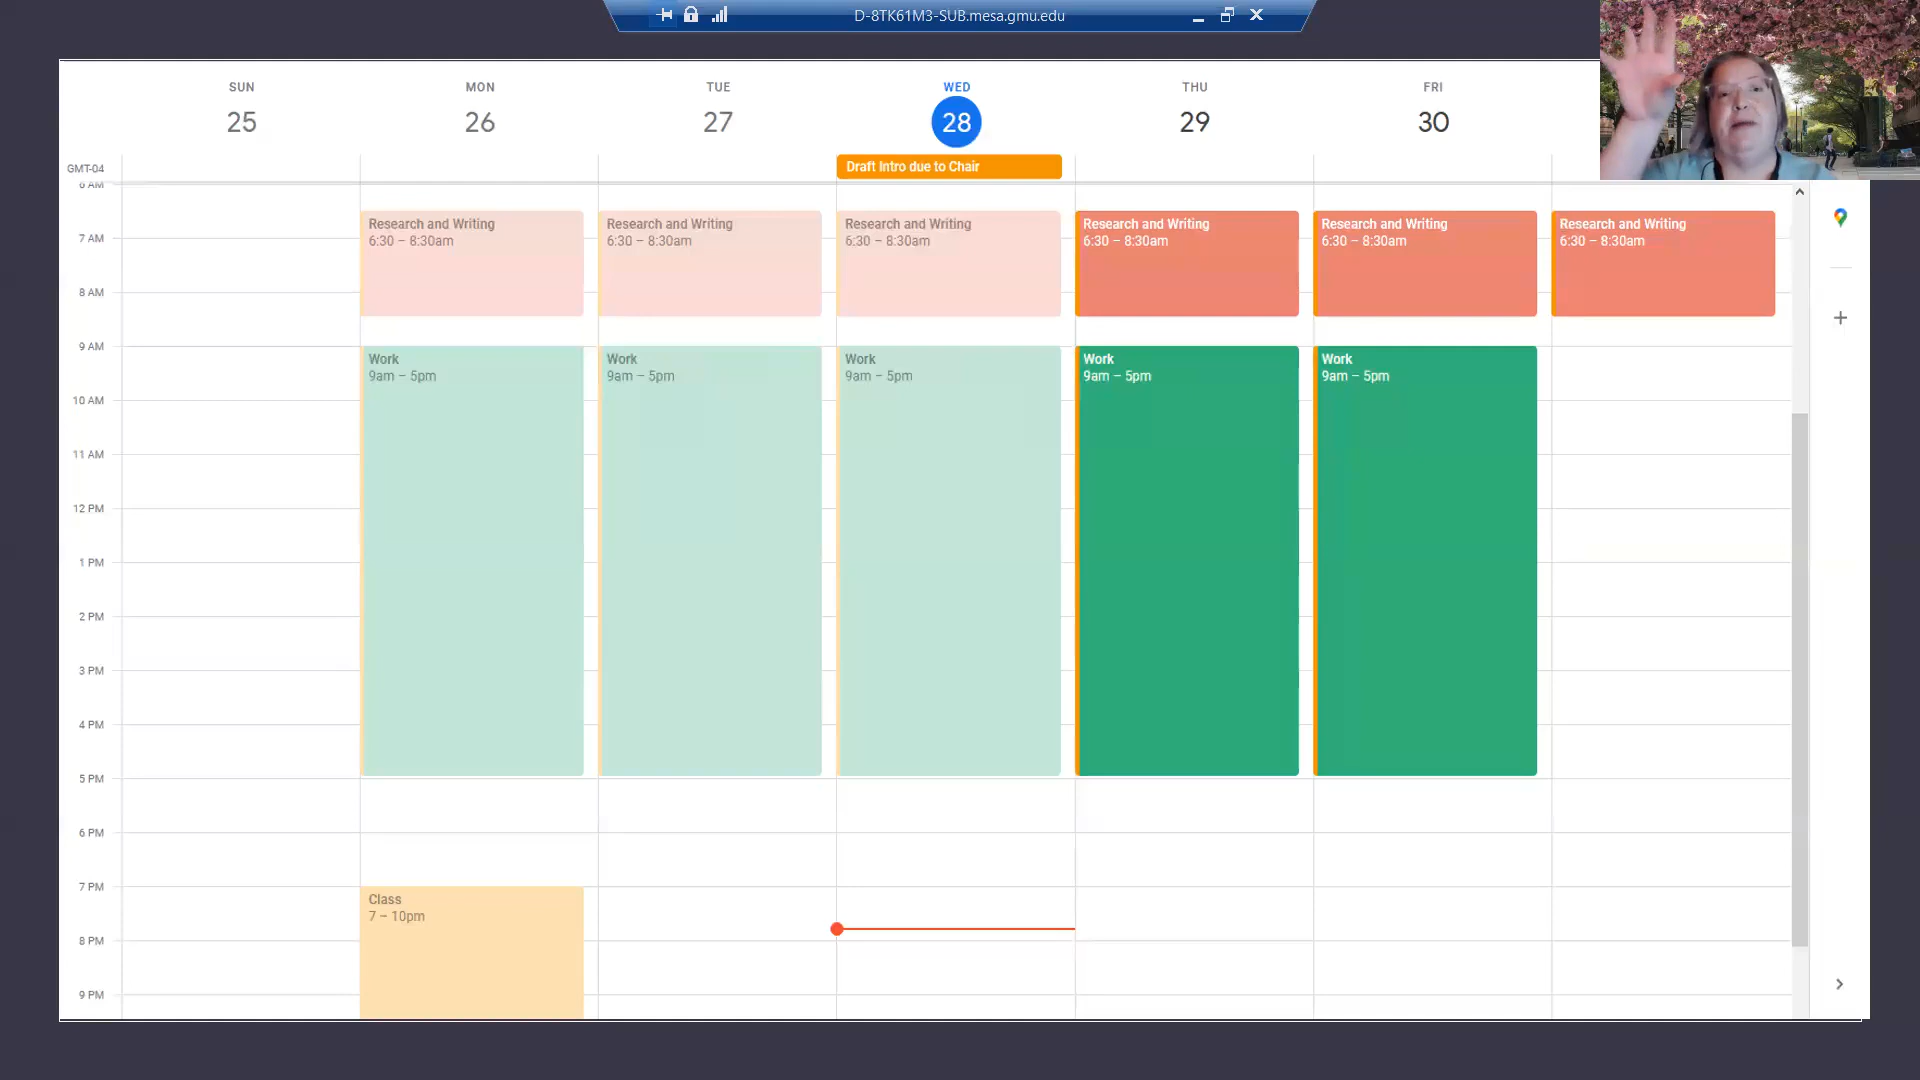 D-8TK61M3-SUB.mesa.gmu.edu
SUN MON TUE WED THU FRI
25 26 27 28 29 30
GMT-04 Draft Intro due to Chair
6 AM
Research and Writing Research and Writing Research and Writing Research and Writing Research and Writing Research and Writing
7 AM 6:30 – 8:30am 6:30 – 8:30am 6:30 – 8:30am 6:30 – 8:30am 6:30 – 8:30am 6:30 – 8:30am
8 AM
9 AM
Work Work Work Work Work
9am – 5pm 9am – 5pm 9am – 5pm 9am – 5pm 9am – 5pm
10 AM
11 AM
12 PM
1 PM
2 PM
3 PM
4 PM
5 PM
6 PM
7 PM
Class
7 – 10pm
8 PM
9 PM